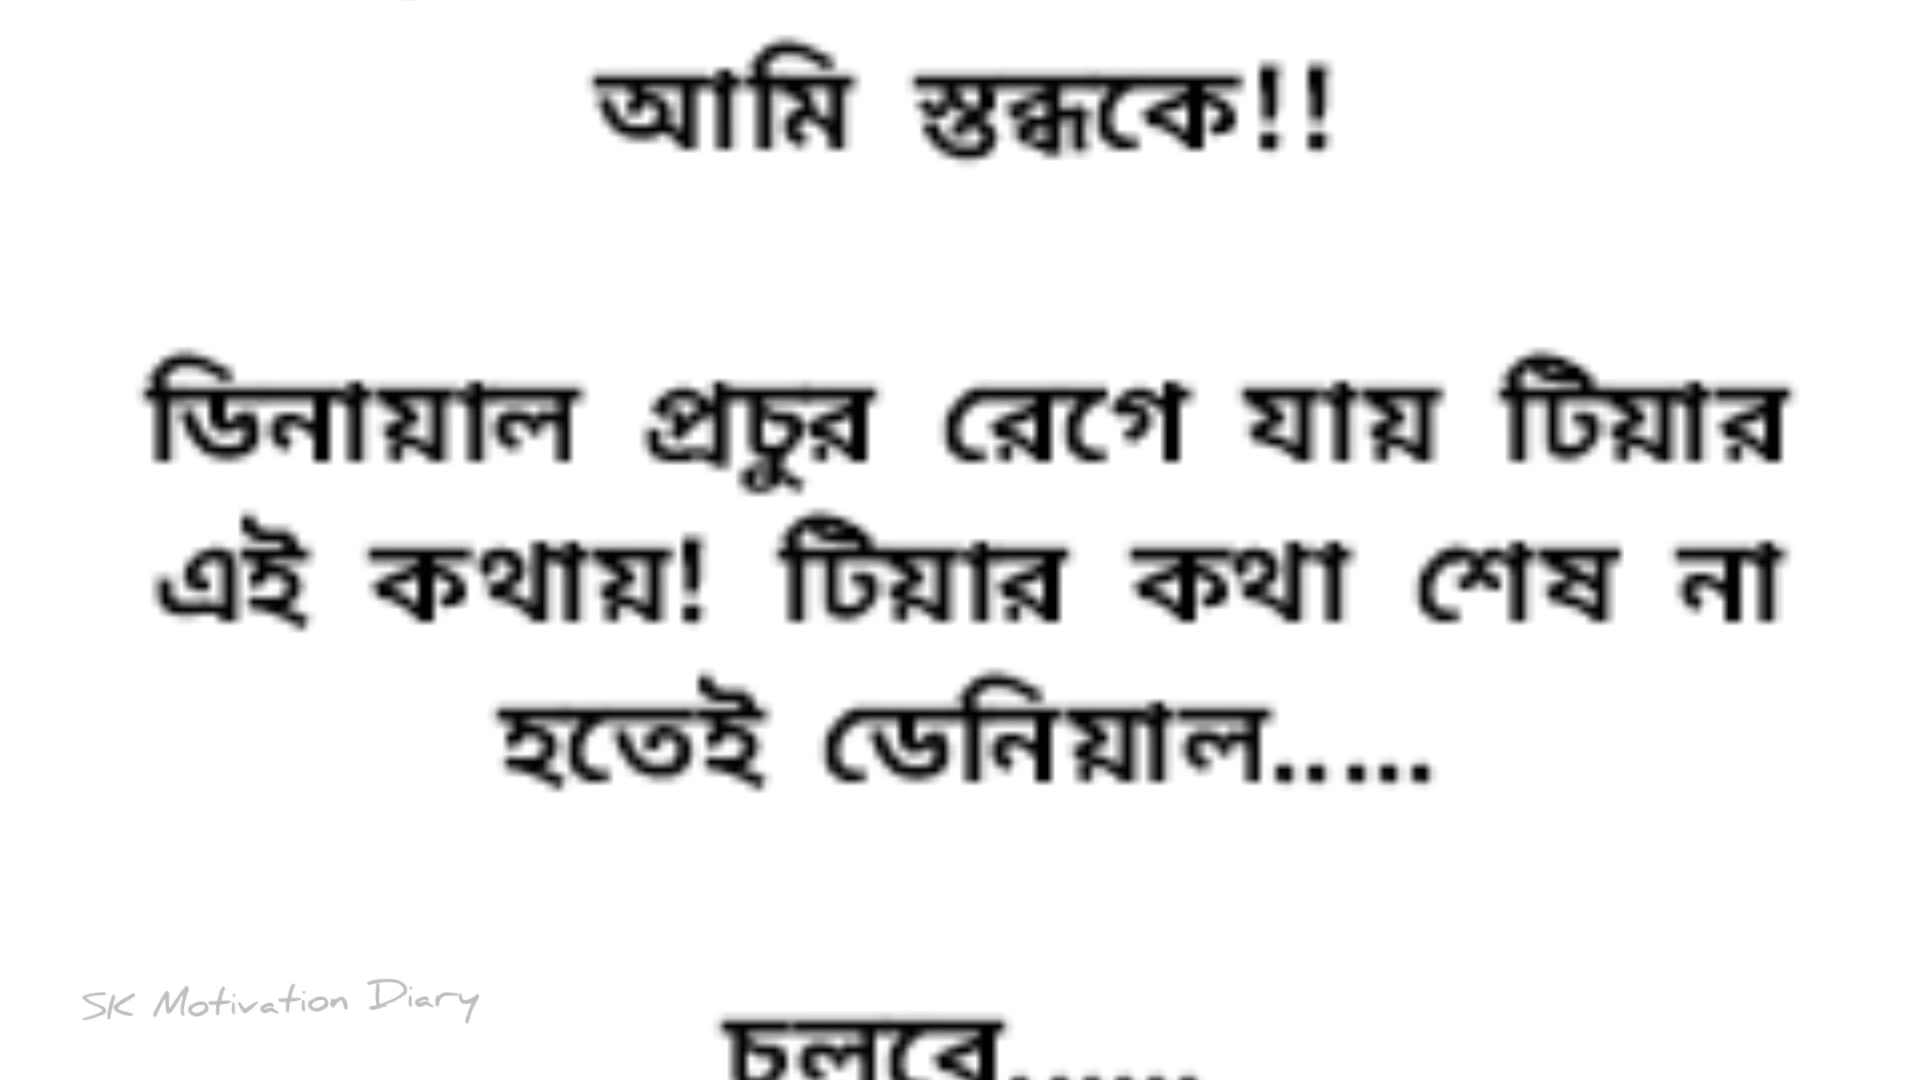 আমি স্তব্ধকে!!
ডিনায়াল প্রচুর রেগে যায় টিয়ার
এই কথায়! টিয়ার কথা শেষ না
হতেই ডেনিয়াল.....
SK Motivation Diary
চলবে......